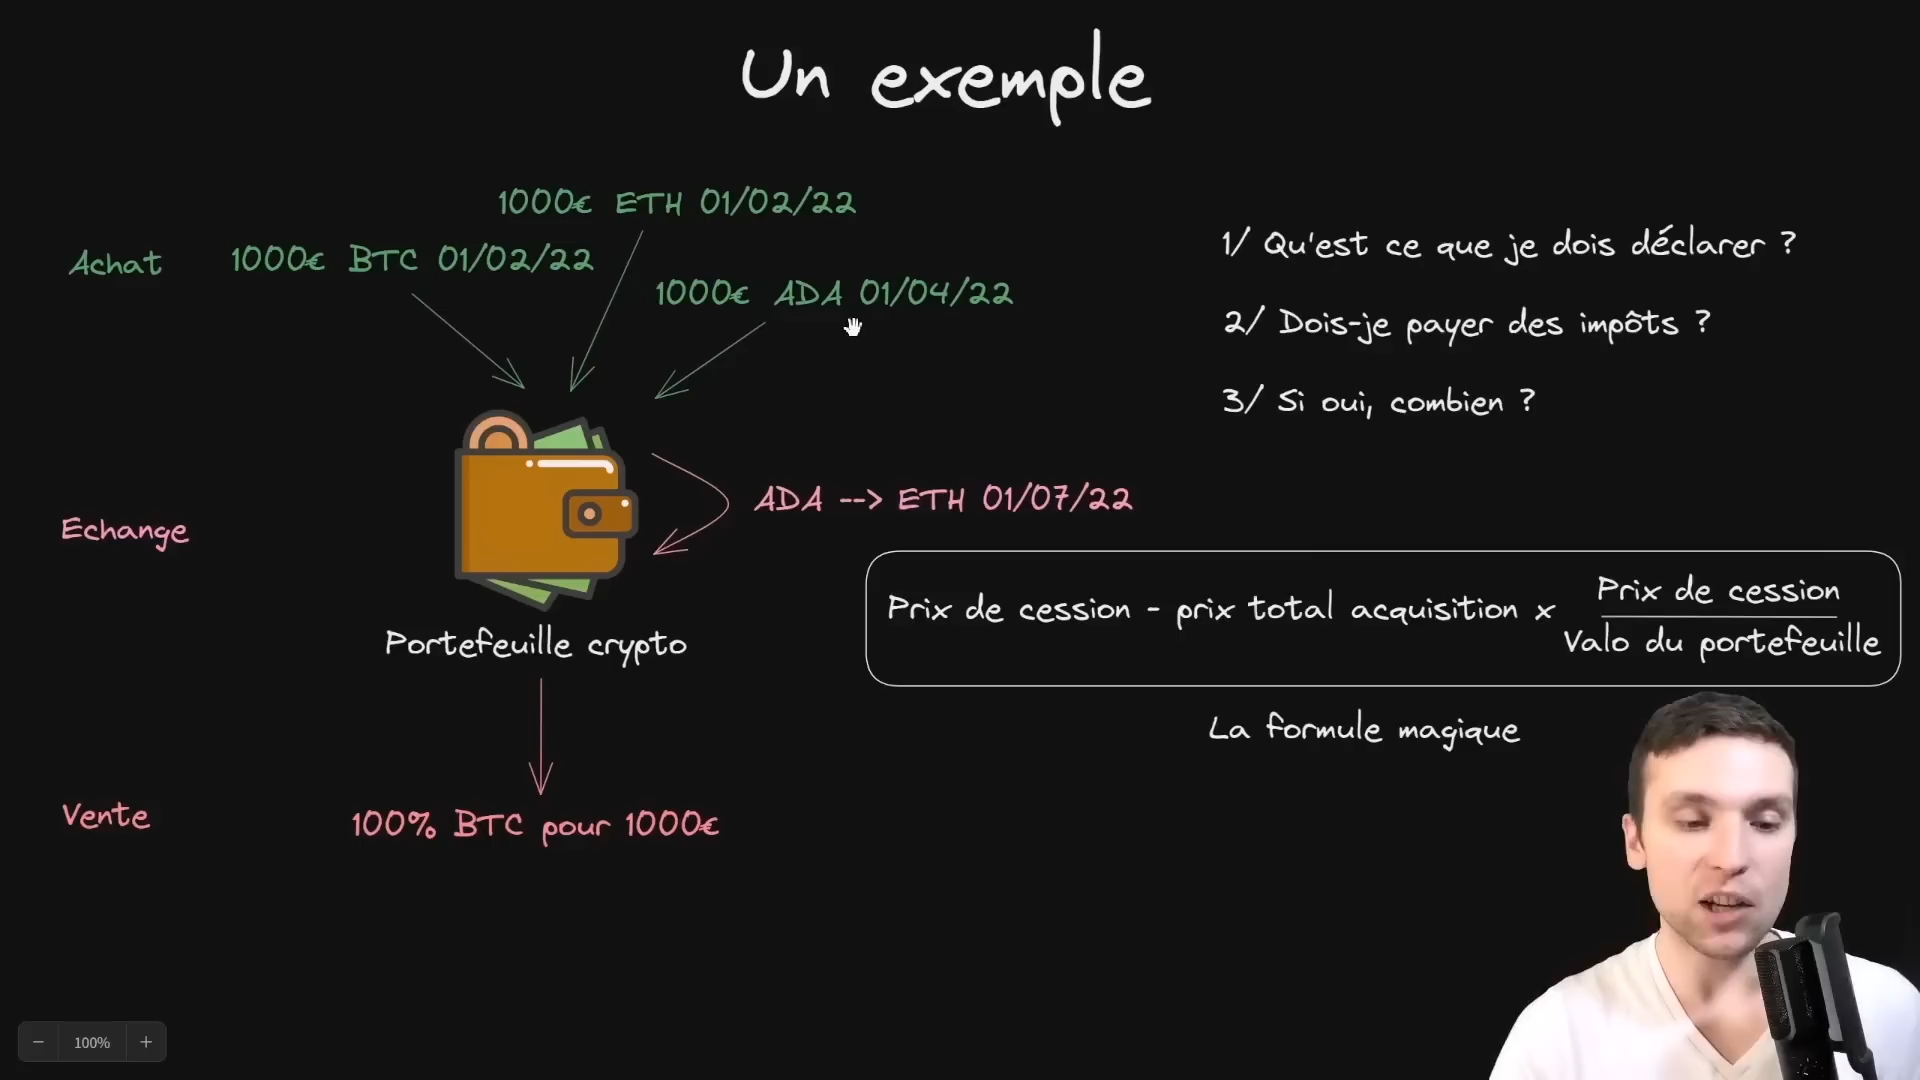 Un exemple
1000€ ETH 01/02/22
Achat
1000€ BTC 01/02/22
1000€ ADA 01/04/22
1/ Qu'est ce que je dois déclarer ?
2/ Dois-je payer des impôts ?
3/ Si oui, combien ?
Echange
ADA --> ETH 01/07/22
Prix de cession - prix total acquisition x
Prix de cession
Valo du portefeuille
La formule magique
Portefeuille crypto
Vente
100% BTC pour 1000€
− 100% +